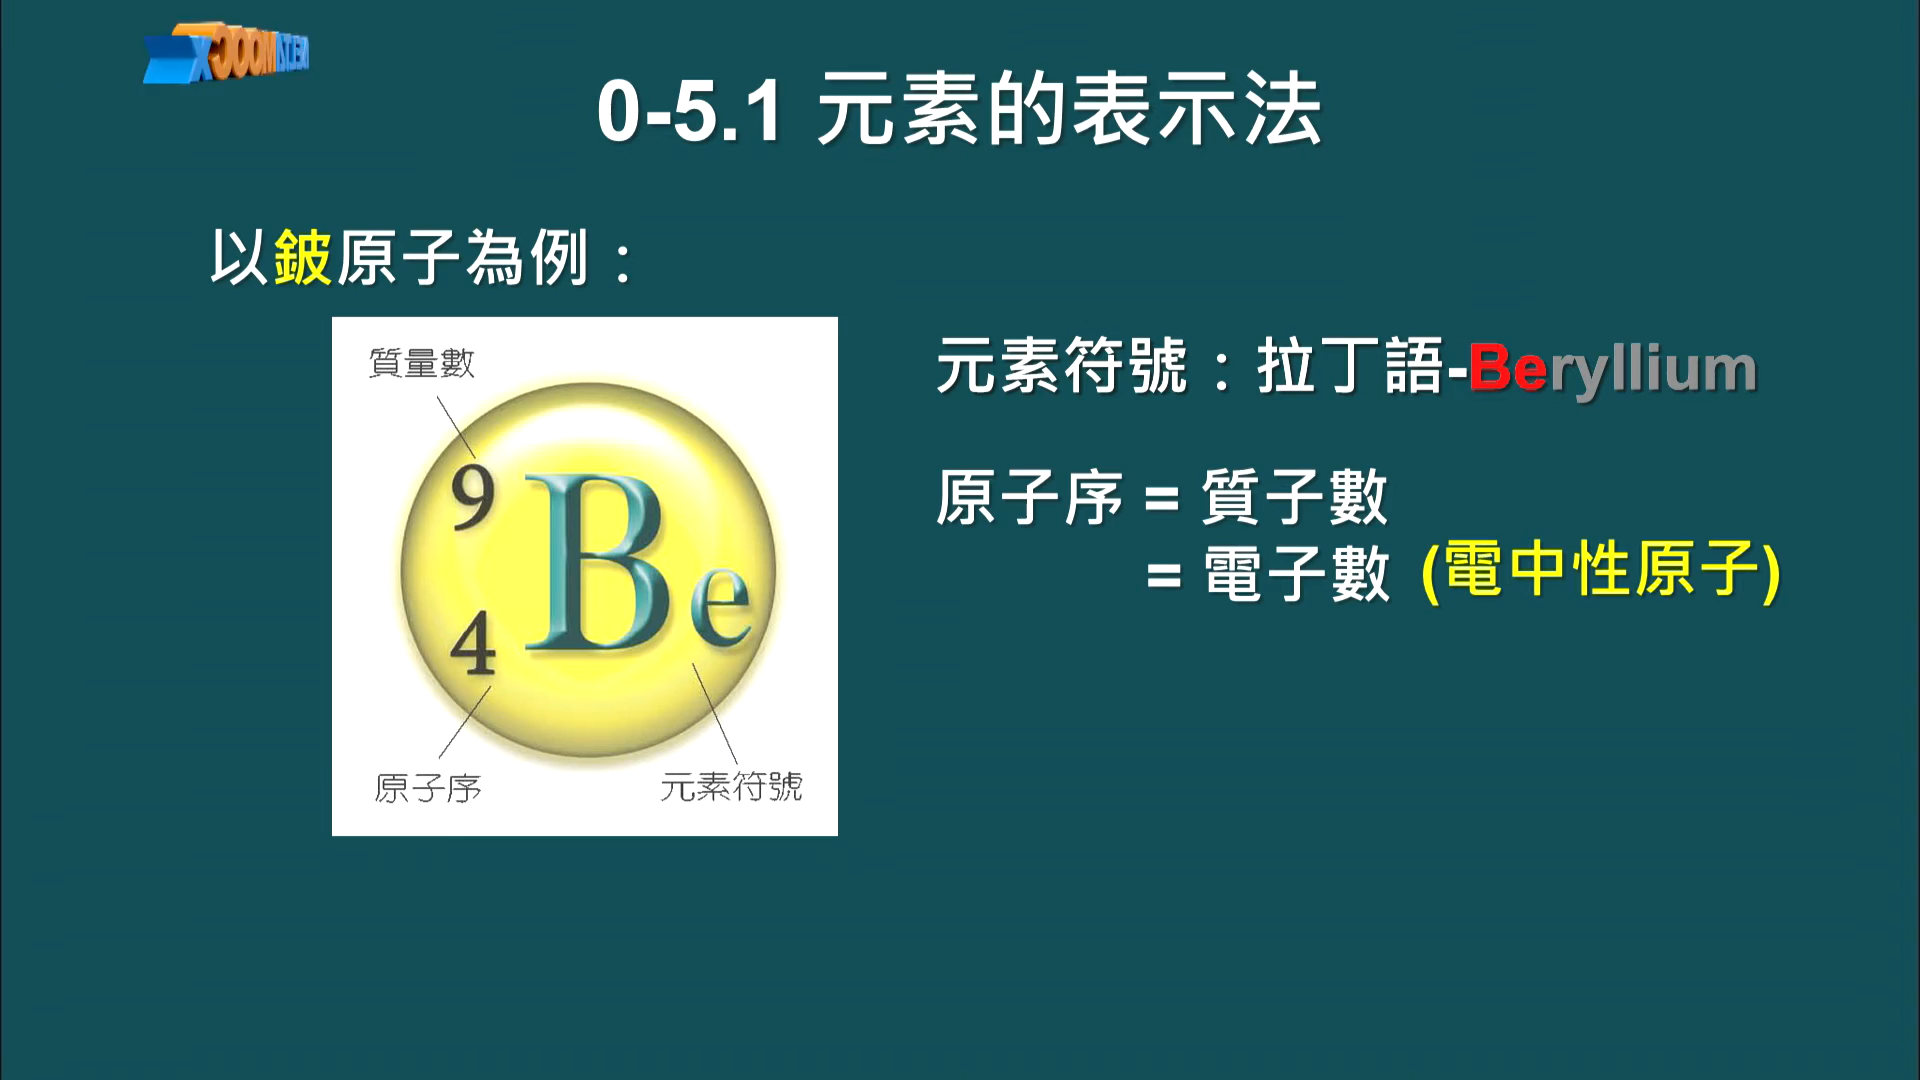 0-5.1 元素的表示法
以鈹原子為例：
質量數
9
Be
4
原子序
元素符號
元素符號：拉丁語-Beryllium
原子序 = 質子數
= 電子數 (電中性原子)